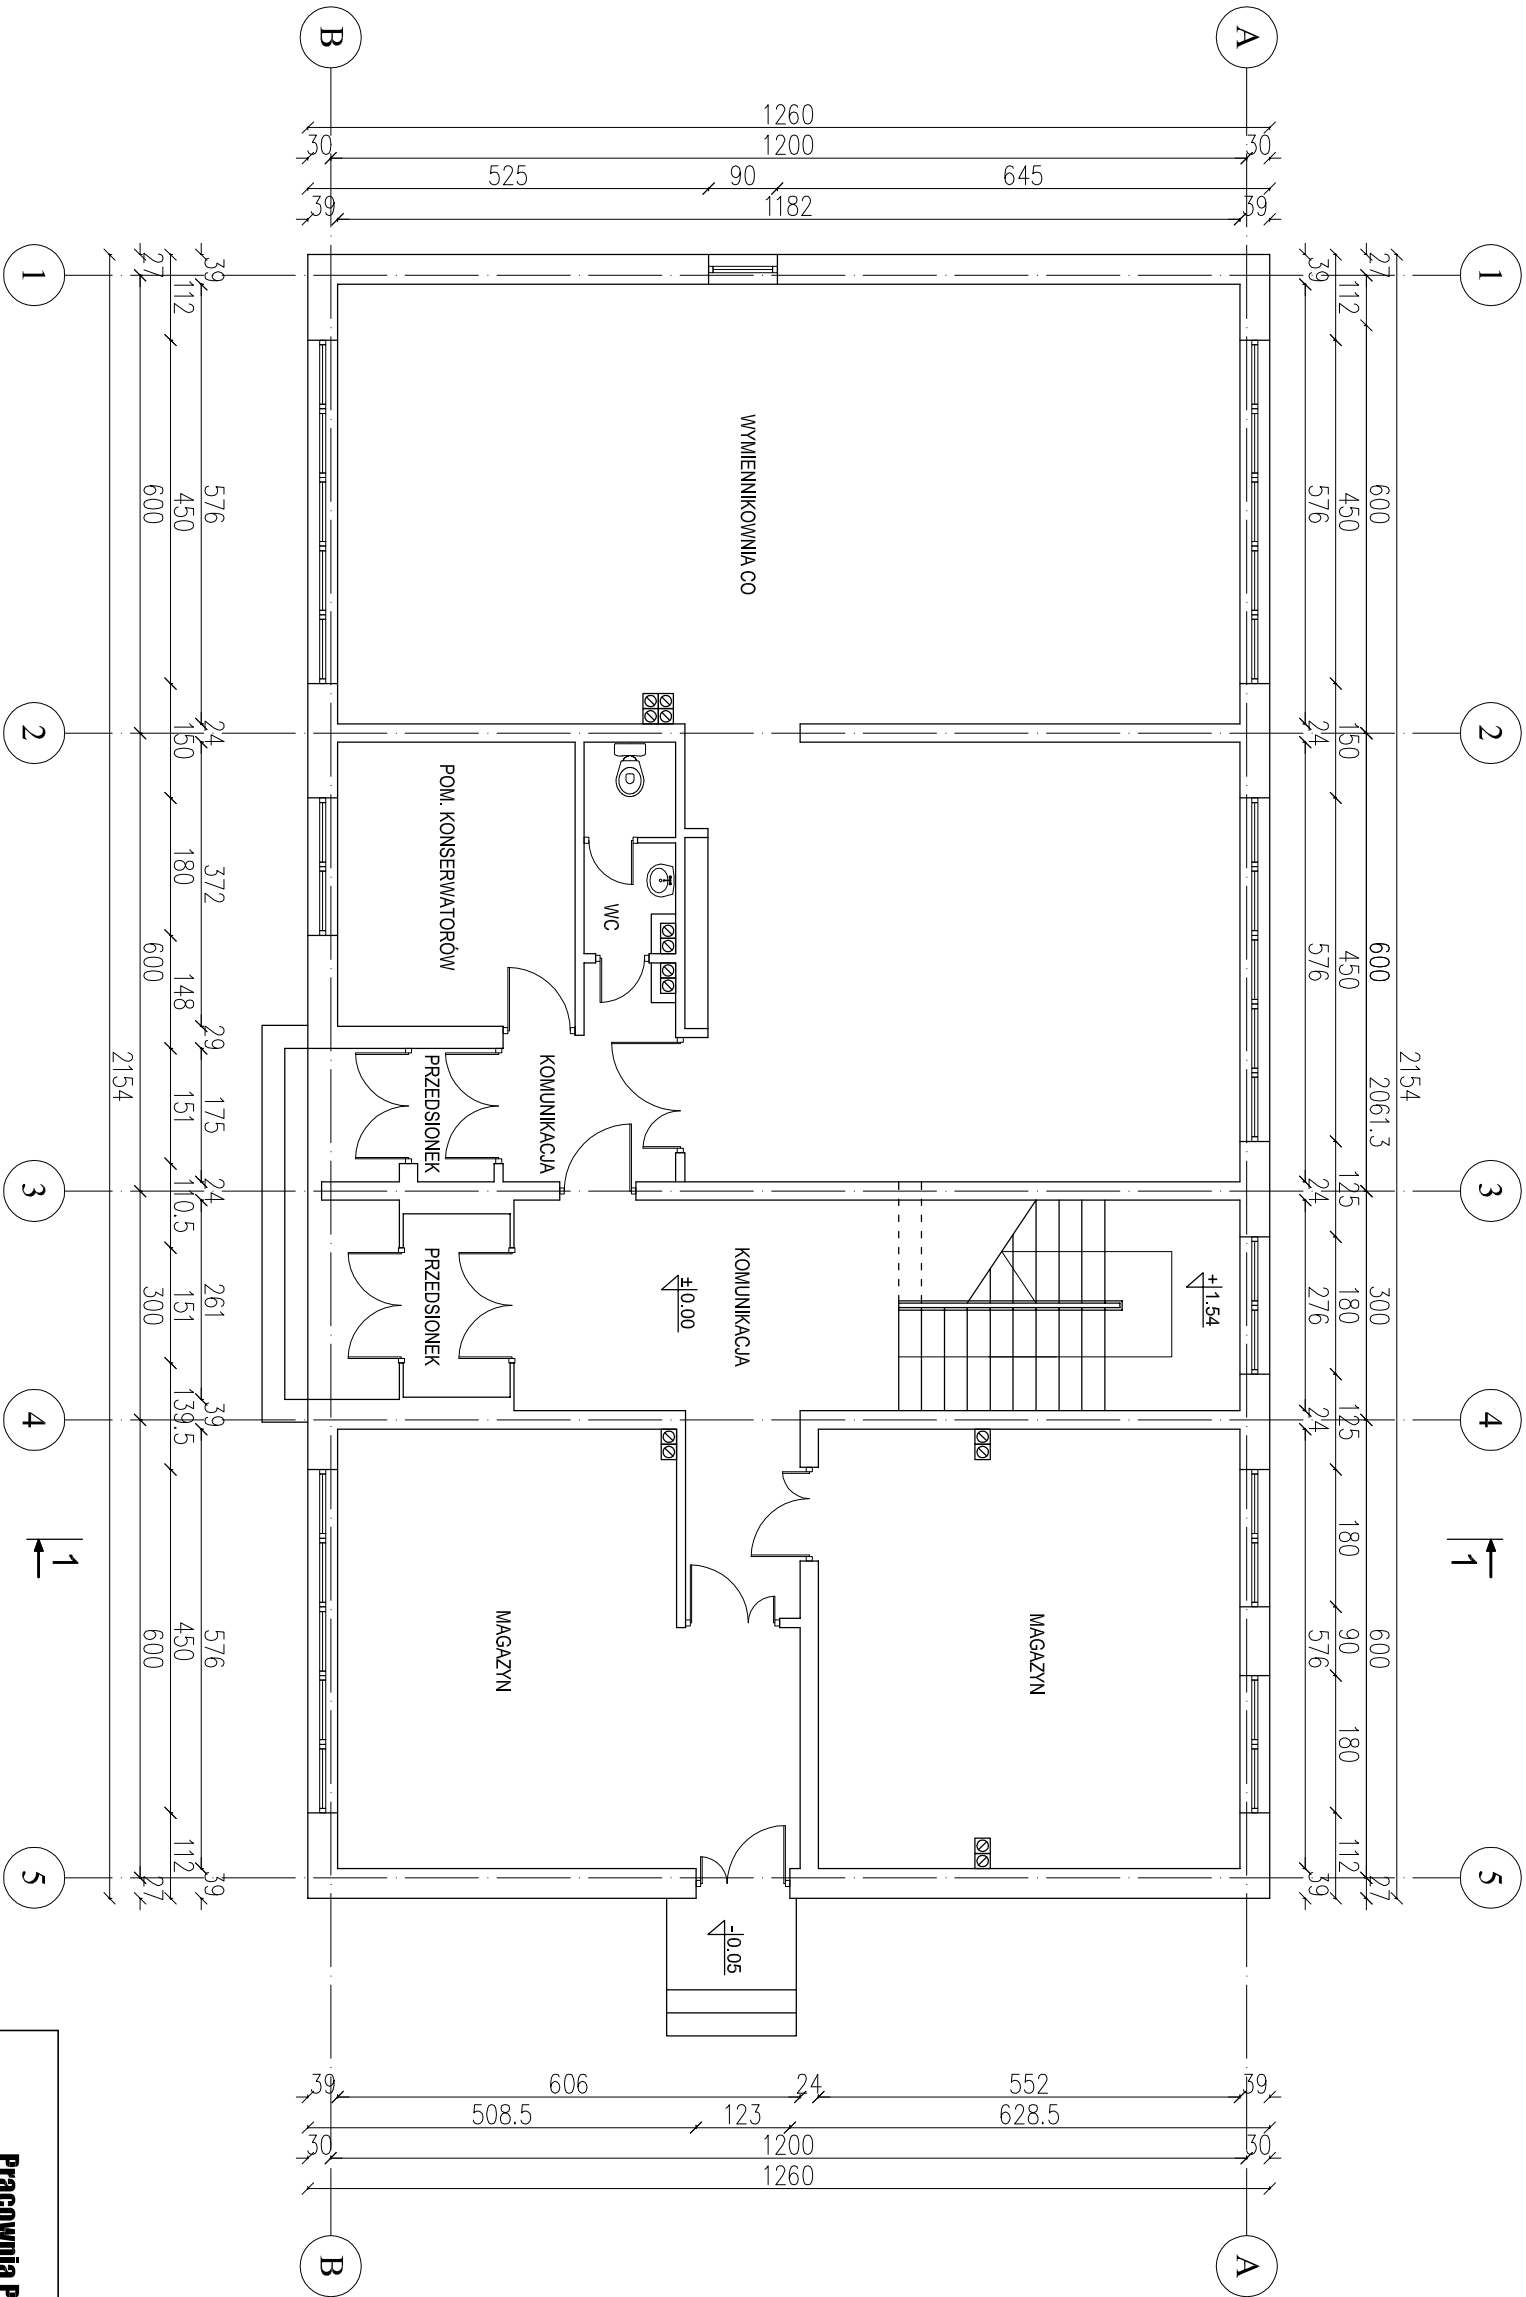 1 2 3 4 5
2154
27 600 600 2061.3 300 600 27
112 450 150 450 125 180 125 180 90 180 112
39 576 24 576 24 276 24 576 39
1
A A
1260
30 1200 30
645 90 525
39 1182 39
+1.54
MAGAZYN
WYMIENNIKOWNIA CO
KOMUNIKACJA
±0.00
-0.05
WC
KOMUNIKACJA
MAGAZYN
POM. KONSERWATORÓW
PRZEDSIONEK
PRZEDSIONEK
39 552 24 606 39
628.5 123 508.5
30 1200 30
1260
B B
39 576 24 372 29 175 24 261 39 576 39
112 450 150 180 148 151 110.5 151 139.5 450 112
27 600 600 300 600 27
2154
1
1 2 3 4 5
Pracownia P